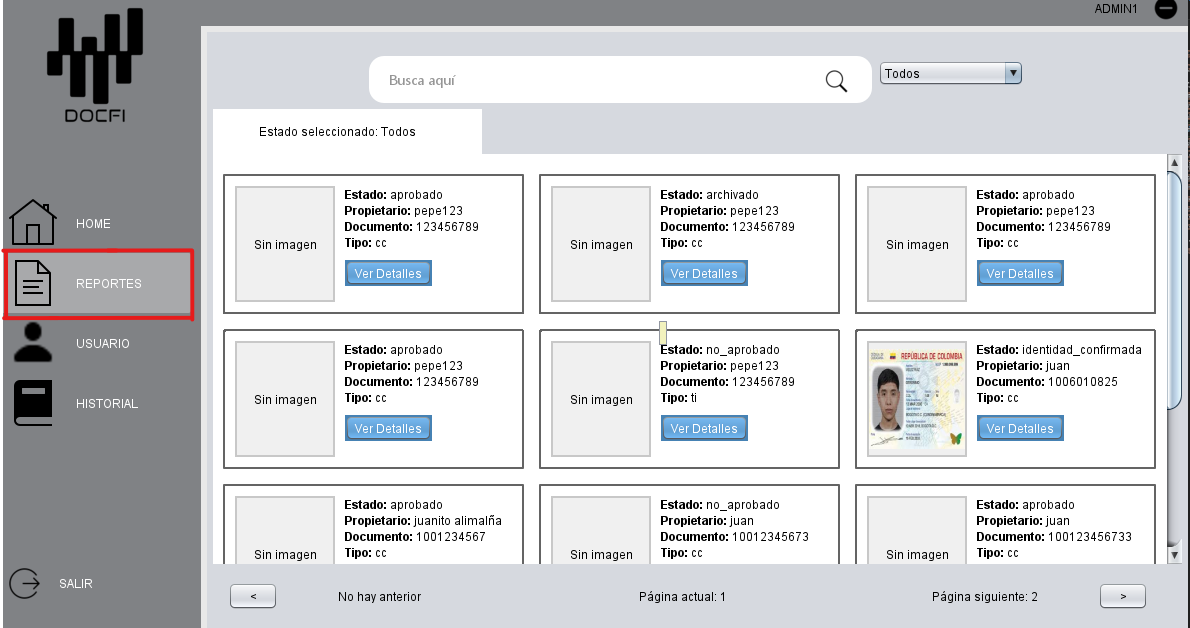 ADMIN1
DOCFI
Busca aquí
Todos
Estado seleccionado: Todos
HOME
REPORTES
USUARIO
HISTORIAL
SALIR
Sin imagen
Estado: aprobado
Propietario: pepe123
Documento: 123456789
Tipo: cc
Ver Detalles
Sin imagen
Estado: archivado
Propietario: pepe123
Documento: 123456789
Tipo: cc
Ver Detalles
Sin imagen
Estado: aprobado
Propietario: pepe123
Documento: 123456789
Tipo: cc
Ver Detalles
Sin imagen
Estado: aprobado
Propietario: pepe123
Documento: 123456789
Tipo: cc
Ver Detalles
Sin imagen
Estado: no_aprobado
Propietario: pepe123
Documento: 123456789
Tipo: ti
Ver Detalles
REPÚBLICA DE COLOMBIA
Estado: identidad_confirmada
Propietario: juan
Documento: 1006010825
Tipo: cc
Ver Detalles
Sin imagen
Estado: aprobado
Propietario: juanito alimalña
Documento: 1001234567
Tipo: cc
Sin imagen
Estado: no_aprobado
Propietario: juan
Documento: 10012345673
Tipo: cc
Sin imagen
Estado: aprobado
Propietario: juan
Documento: 100123456733
Tipo: cc
<
No hay anterior
Página actual: 1
Página siguiente: 2
>